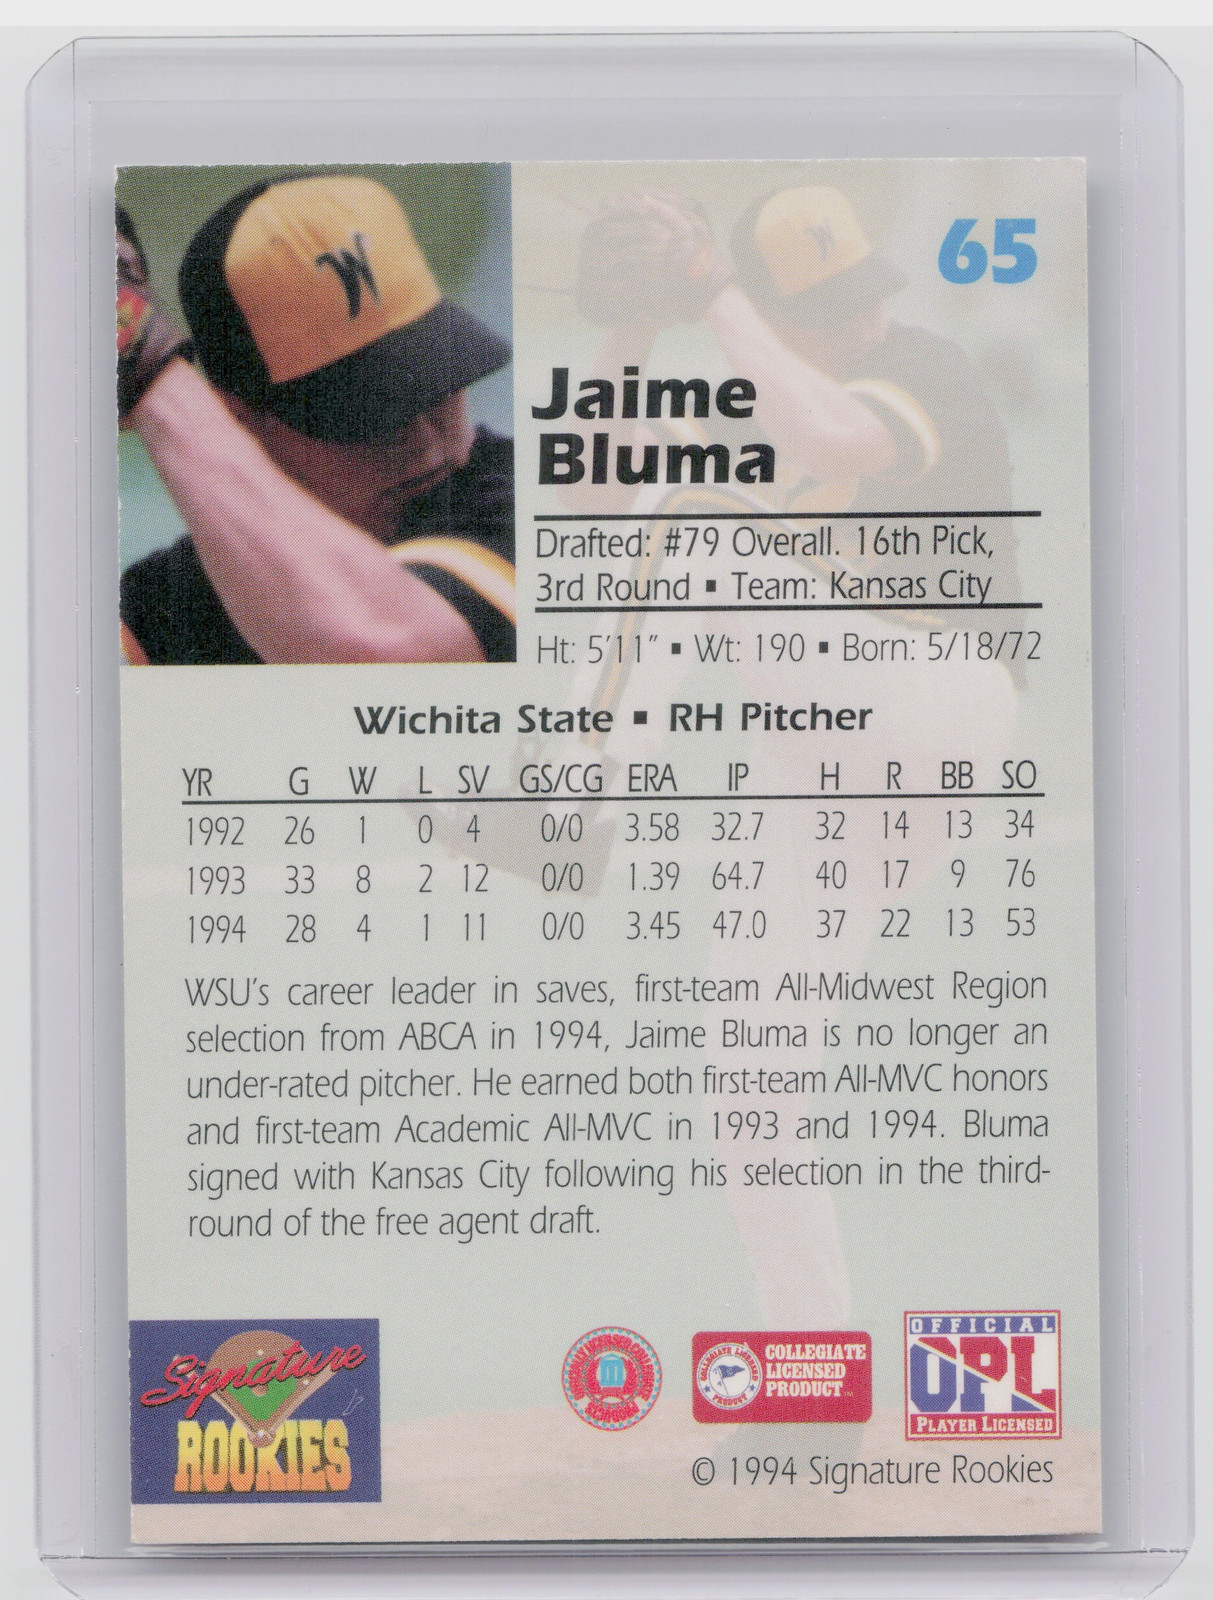 W
65
Jaime
Bluma
Drafted: #79 Overall. 16th Pick,
3rd Round ▪ Team: Kansas City
Ht: 5'11" ▪ Wt: 190 ▪ Born: 5/18/72
Wichita State ▪ RH Pitcher
YR G W L SV GS/CG ERA IP H R BB SO
1992 26 1 0 4 0/0 3.58 32.7 32 14 13 34
1993 33 8 2 12 0/0 1.39 64.7 40 17 9 76
1994 28 4 1 11 0/0 3.45 47.0 37 22 13 53
WSU's career leader in saves, first-team All-Midwest Region
selection from ABCA in 1994, Jaime Bluma is no longer an
under-rated pitcher. He earned both first-team All-MVC honors
and first-team Academic All-MVC in 1993 and 1994. Bluma
signed with Kansas City following his selection in the third-
round of the free agent draft.
Signature
ROOKIES
COLLEGIATE LICENSED PRODUCT
COLLEGIATE
LICENSED
PRODUCT™
OFFICIAL
OPL
PLAYER LICENSED
© 1994 Signature Rookies